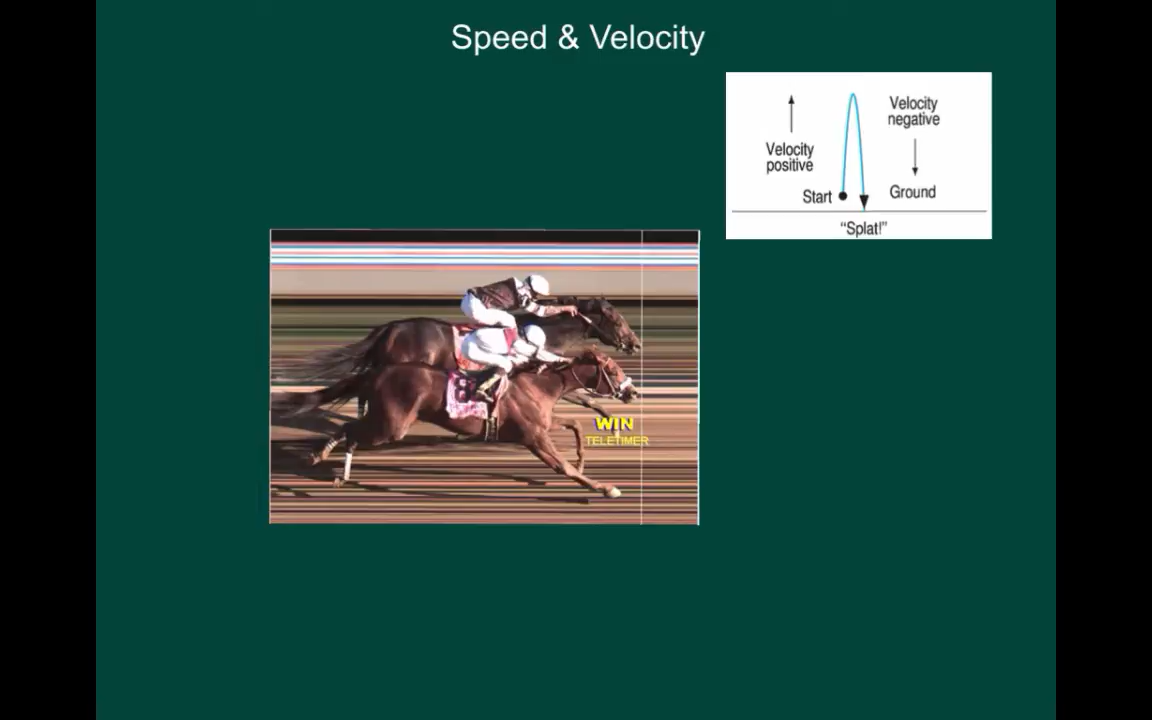 Speed & Velocity
Velocity
positive
Velocity
negative
Start
Ground
“Splat!”
WIN
TELETIMER